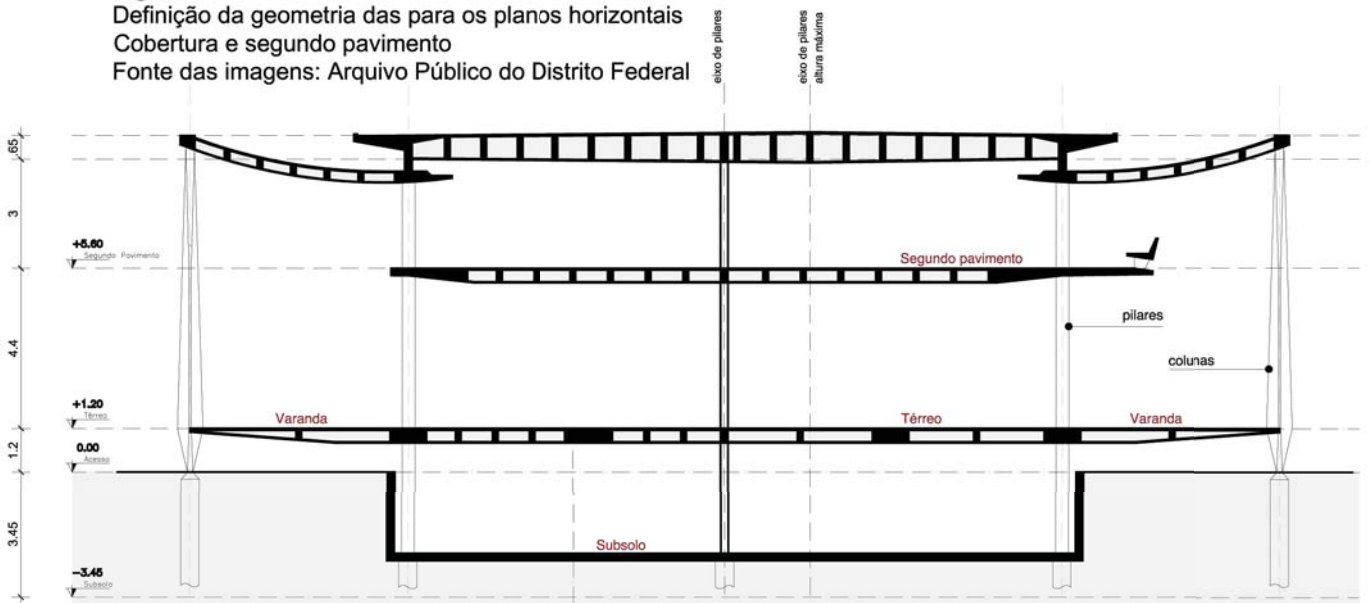 Definição da geometria das para os planos horizontais
Cobertura e segundo pavimento
Fonte das imagens: Arquivo Público do Distrito Federal
eixo de pilares
eixo de pilares
altura máxima
.65
3
+5.60
Segundo Pavimento
Segundo pavimento
pilares
4.4
colunas
+1.20
Térreo
Varanda
Térreo
Varanda
1.2
0.00
Acesso
3.45
Subsolo
-3.45
Subsolo